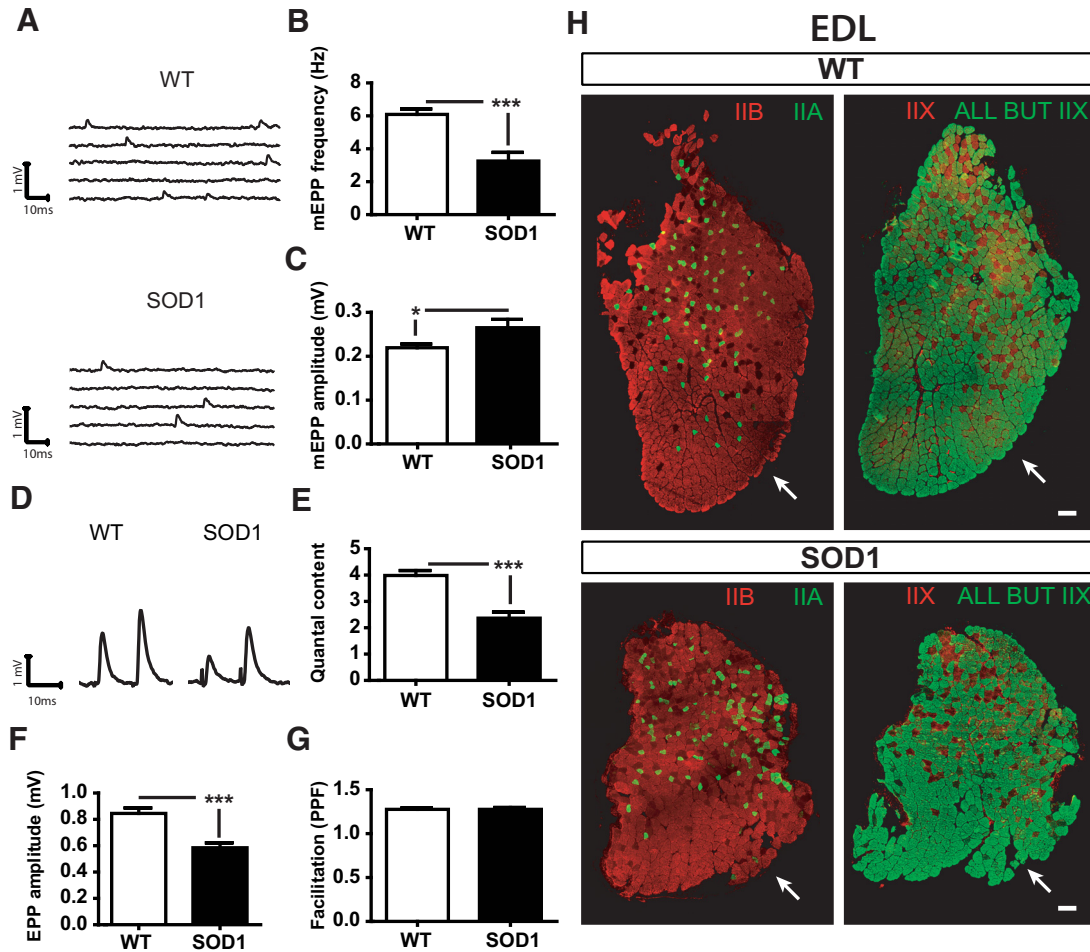 A
WT
1 mV
10ms
SOD1
1 mV
10ms
B
mEPP frequency (Hz)
8
6
4
2
0
***
WT SOD1
C
mEPP amplitude (mV)
0.3
0.2
0.1
0.0
*
WT SOD1
D
WT SOD1
1 mV
10ms
E
Quantal content
5
4
3
2
1
0
***
WT SOD1
F
EPP amplitude (mV)
1.0
0.8
0.6
0.4
0.2
0.0
***
WT SOD1
G
Facilitation (PPF)
1.5
1.0
0.5
0.0
WT SOD1
H
EDL
WT
IIB IIA
IIX ALL BUT IIX
SOD1
IIB IIA
IIX ALL BUT IIX